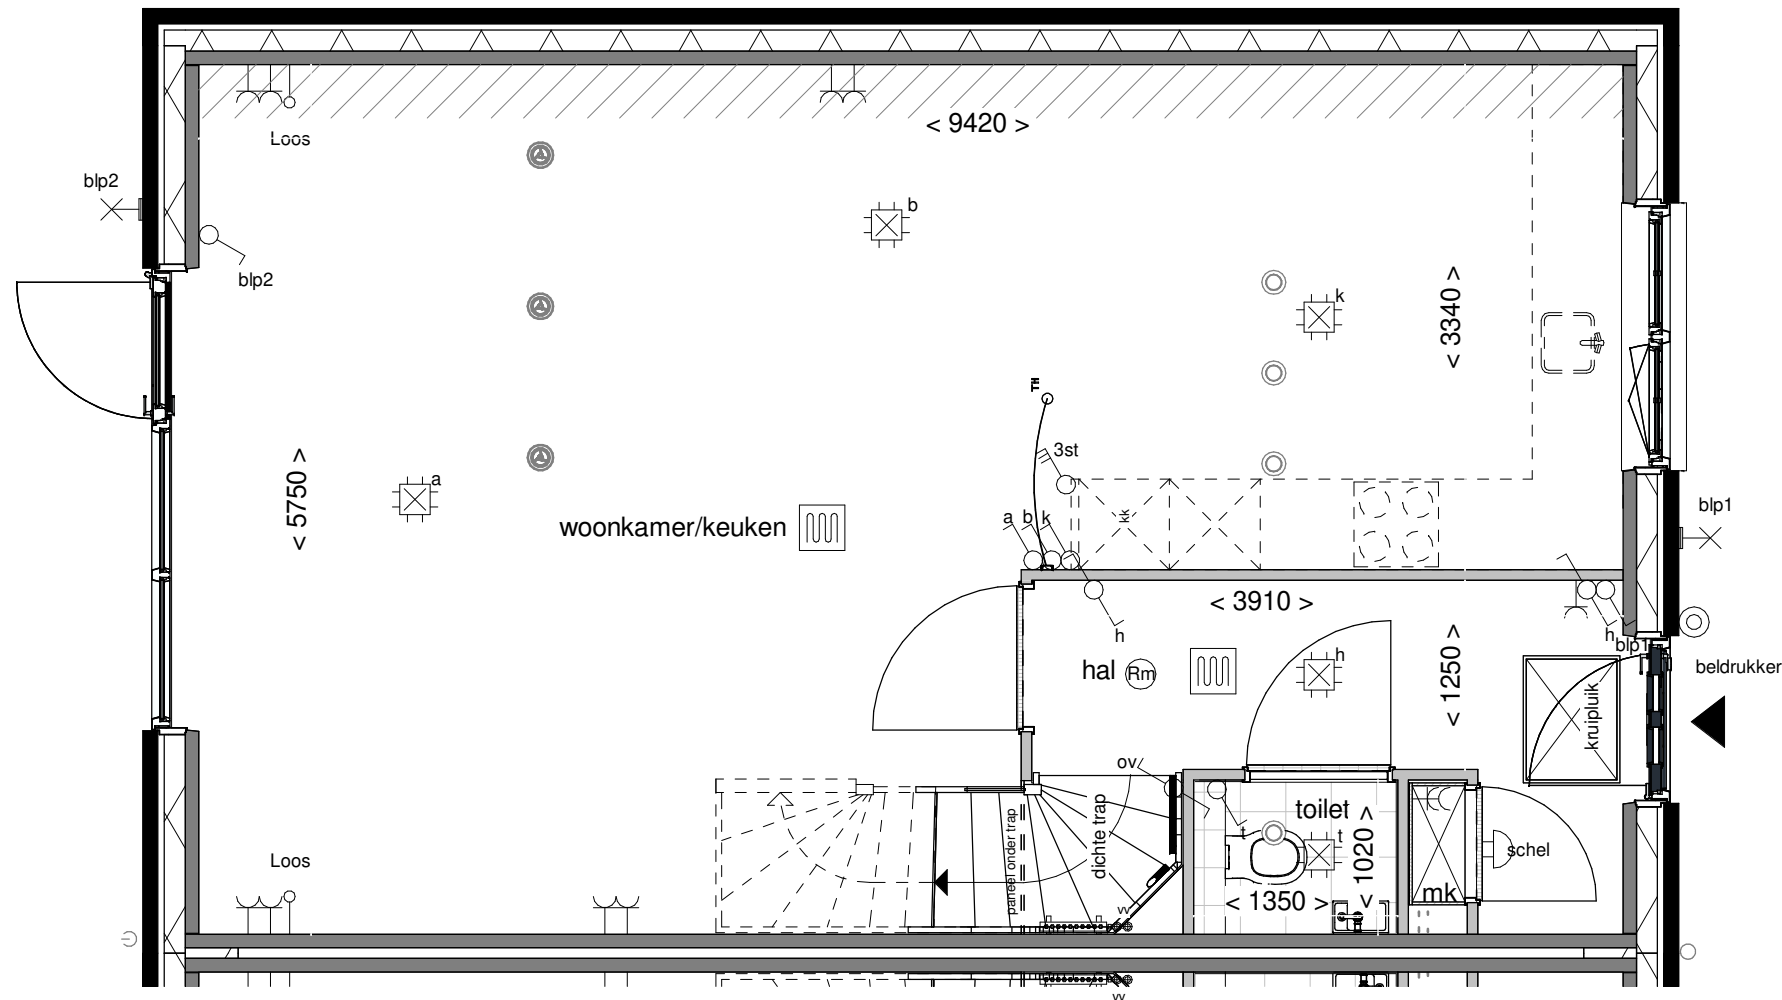 < 9420 >
Loos
blp2
b
blp2
k
< 3340 >
TH
3st
a
< 5750 >
woonkamer/keuken
a
b
k
kk
blp1
< 3910 >
h
h
blp1
hal
Rm
h
< 1250 >
kruipluik
beldrukker
ov
dichte trap
paneel onder trap
toilet
t
t
< 1020 >
< 1350 >
schel
mk
Loos
vv
vv